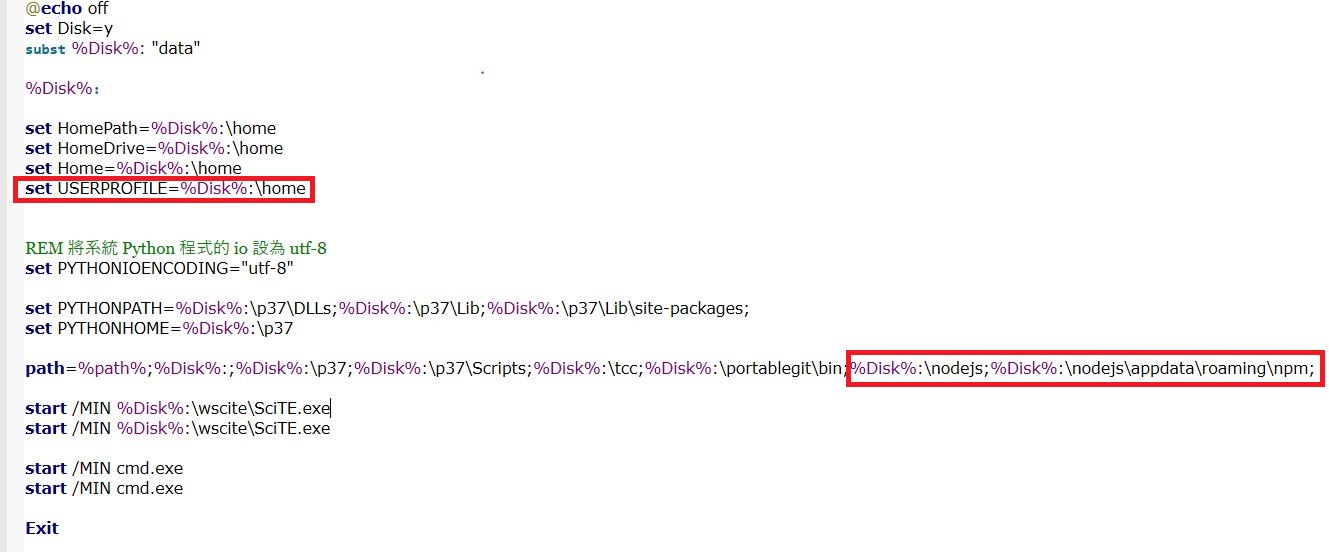 @echo off
set Disk=y
subst %Disk%: "data"
%Disk%:
set HomePath=%Disk%:\home
set HomeDrive=%Disk%:\home
set Home=%Disk%:\home
set USERPROFILE=%Disk%:\home
REM 將系統 Python 程式的 io 設為 utf-8
set PYTHONIOENCODING="utf-8"
set PYTHONPATH=%Disk%:\p37\DLLs;%Disk%:\p37\Lib;%Disk%:\p37\Lib\site-packages;
set PYTHONHOME=%Disk%:\p37
path=%path%;%Disk%:;%Disk%:\p37;%Disk%:\p37\Scripts;%Disk%:\tcc;%Disk%:\portablegit\bin;%Disk%:\nodejs;%Disk%:\nodejs\appdata\roaming\npm;
start /MIN %Disk%:\wscite\SciTE.exe
start /MIN %Disk%:\wscite\SciTE.exe
start /MIN cmd.exe
start /MIN cmd.exe
Exit